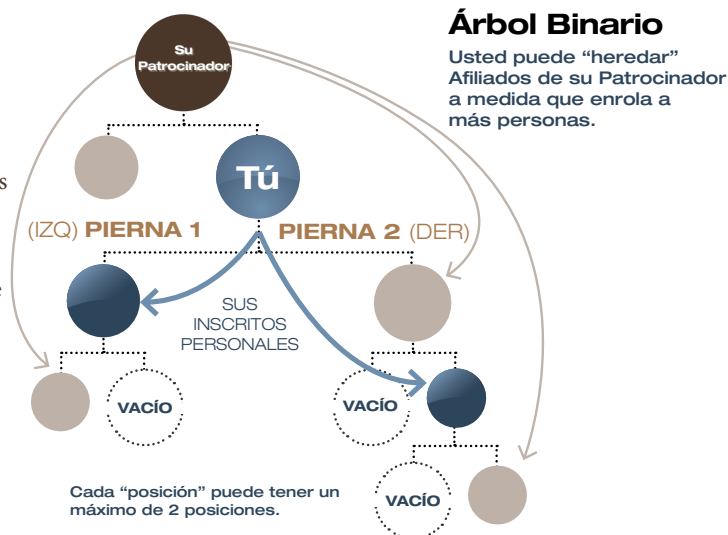 Árbol Binario
Usted puede “heredar”
Afiliados de su Patrocinador
a medida que enrola a
más personas.
Su
Patrocinador
Tú
s
(IZQ) PIERNA 1
PIERNA 2 (DER)
e
SUS
INSCRITOS
PERSONALES
VACÍO
VACÍO
VACÍO
Cada “posición” puede tener un
máximo de 2 posiciones.